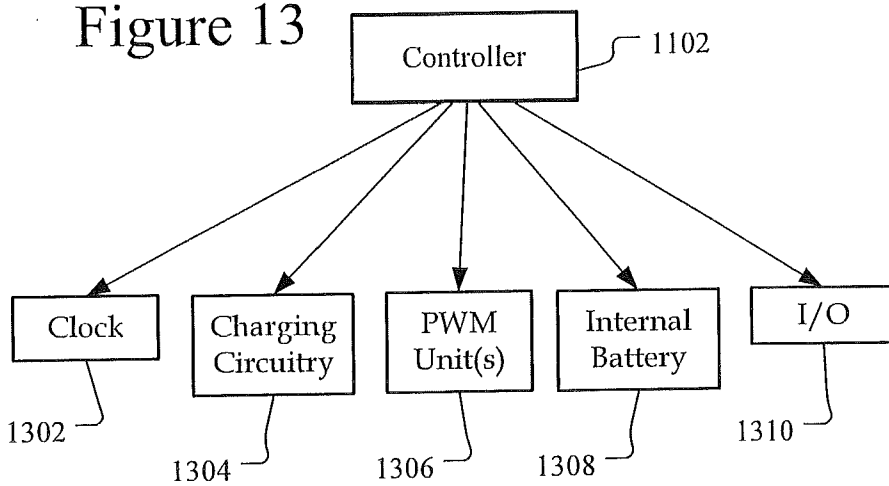 Figure 13
Controller
1102
Clock
Charging
Circuitry
PWM
Unit(s)
Internal
Battery
I/O
1302
1304
1306
1308
1310